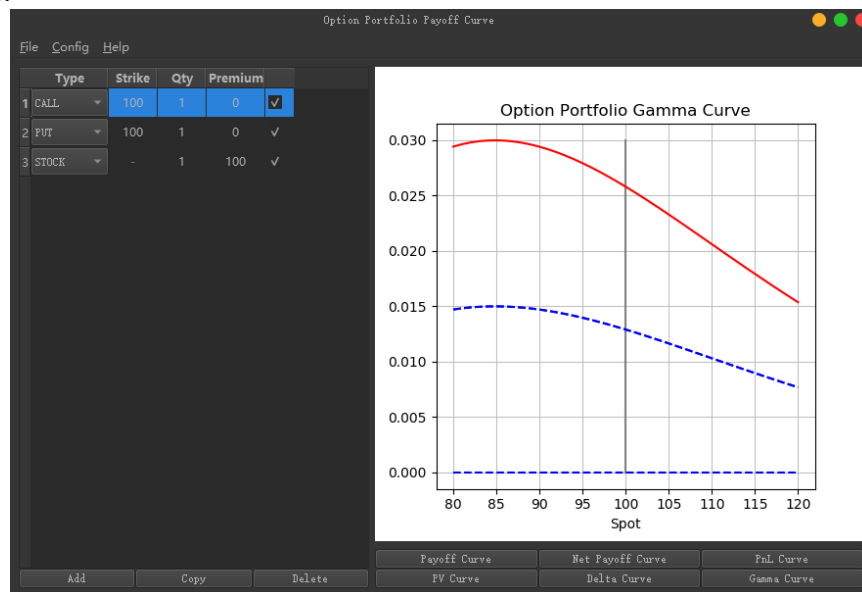 Option Portfolio Payoff Curve
File Config Help
Type Strike Qty Premium
1 CALL 100 1 0
2 PUT 100 1 0
3 STOCK - 1 100
Add Copy Delete
Option Portfolio Gamma Curve
0.030
0.025
0.020
0.015
0.010
0.005
0.000
80 85 90 95 100 105 110 115 120
Spot
Payoff Curve Net Payoff Curve PnL Curve
PV Curve Delta Curve Gamma Curve